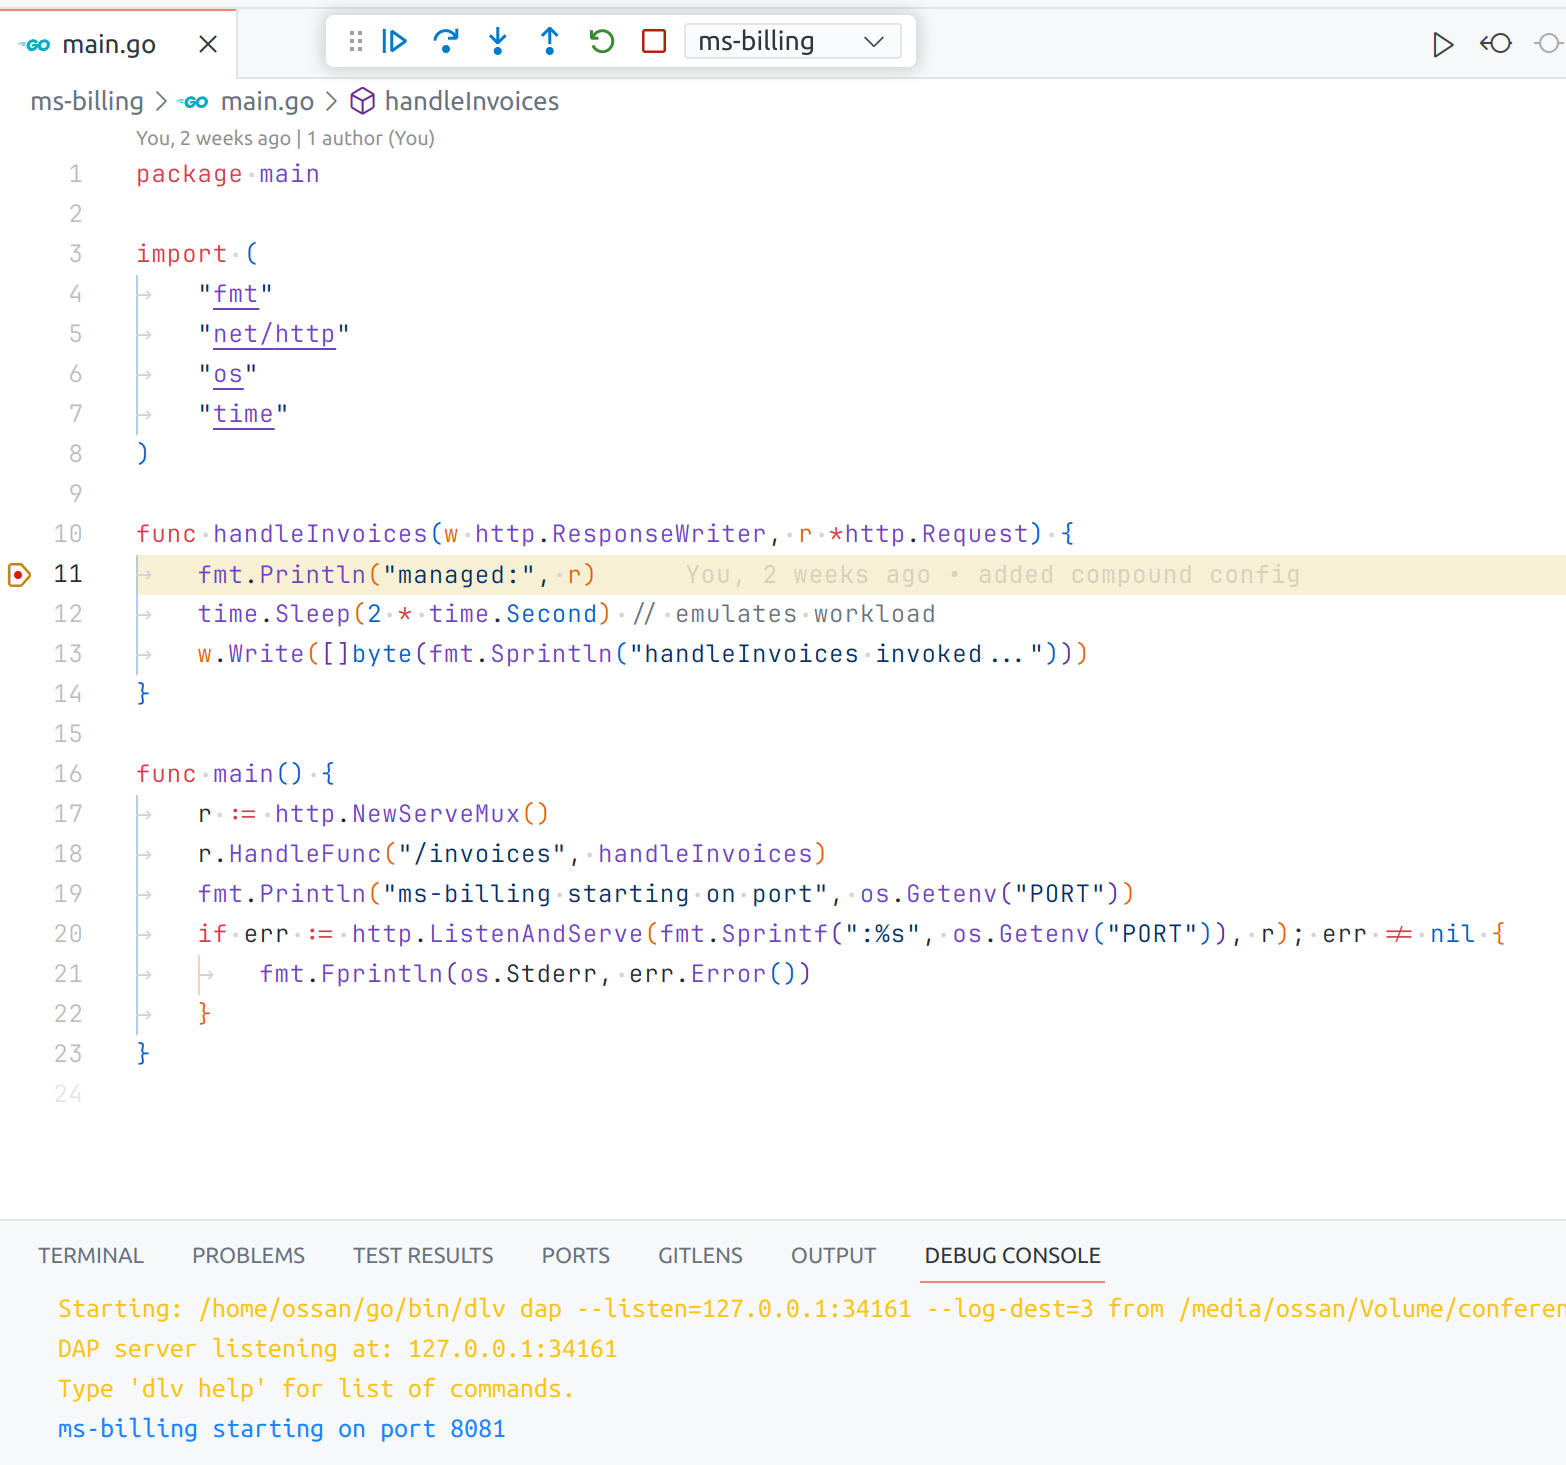 GO main.go
ms-billing
ms-billing > GO main.go > handleInvoices
You, 2 weeks ago | 1 author (You)
1 package main
2
3 import (
4 "fmt"
5 "net/http"
6 "os"
7 "time"
8 )
9
10 func handleInvoices(w http.ResponseWriter, r *http.Request) {
11 fmt.Println("managed:", r) You, 2 weeks ago • added compound config
12 time.Sleep(2 * time.Second) // emulates workload
13 w.Write([]byte(fmt.Sprintln("handleInvoices invoked...")))
14 }
15
16 func main() {
17 r := http.NewServeMux()
18 r.HandleFunc("/invoices", handleInvoices)
19 fmt.Println("ms-billing starting on port", os.Getenv("PORT"))
20 if err := http.ListenAndServe(fmt.Sprintf(":%s", os.Getenv("PORT")), r); err != nil {
21 fmt.Fprintln(os.Stderr, err.Error())
22 }
23 }
24
TERMINAL PROBLEMS TEST RESULTS PORTS GITLENS OUTPUT DEBUG CONSOLE
Starting: /home/ossan/go/bin/dlv dap --listen=127.0.0.1:34161 --log-dest=3 from /media/ossan/Volume/conferen
DAP server listening at: 127.0.0.1:34161
Type 'dlv help' for list of commands.
ms-billing starting on port 8081